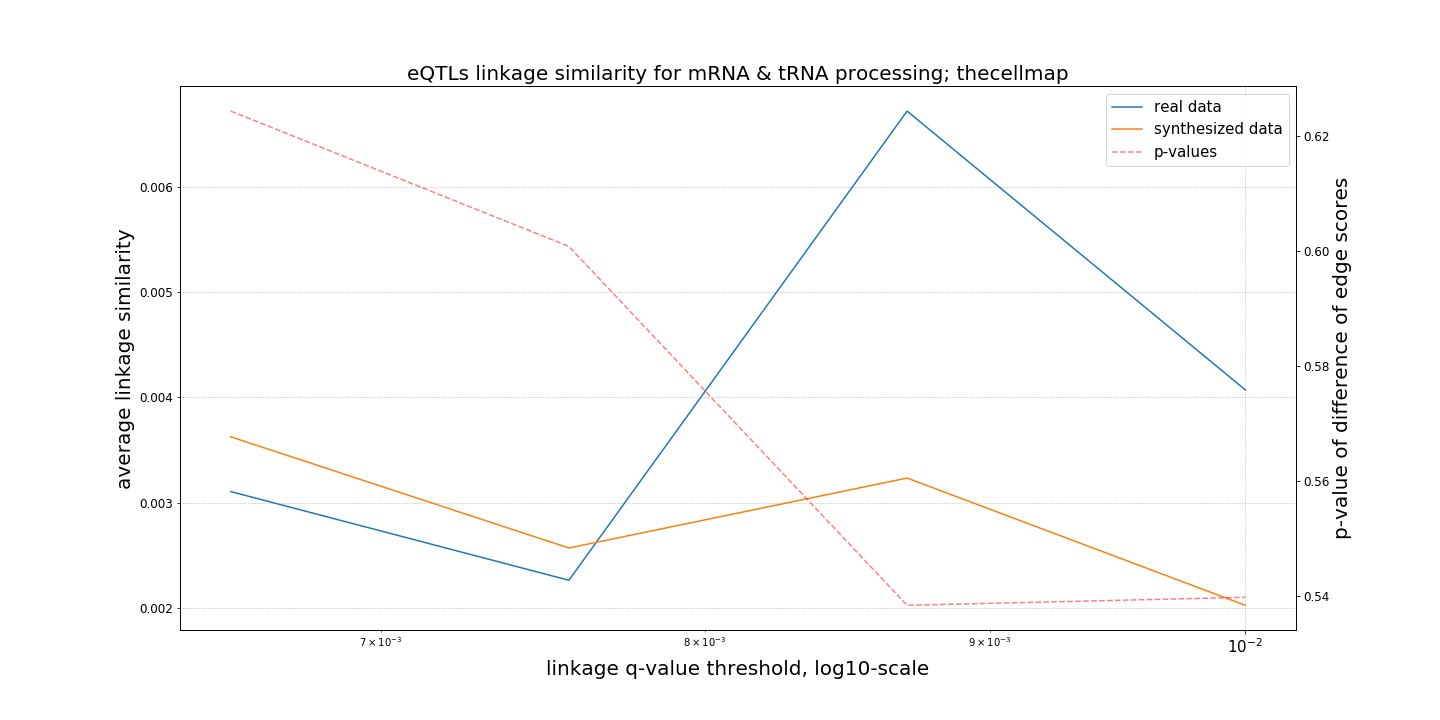 eQTLs linkage similarity for mRNA & tRNA processing; thecellmap
real data
synthesized data
p-values
average linkage similarity
0.006
0.005
0.004
0.003
0.002
p-value of difference of edge scores
0.62
0.60
0.58
0.56
0.54
7 × 10⁻³
8 × 10⁻³
9 × 10⁻³
10⁻²
linkage q-value threshold, log10-scale